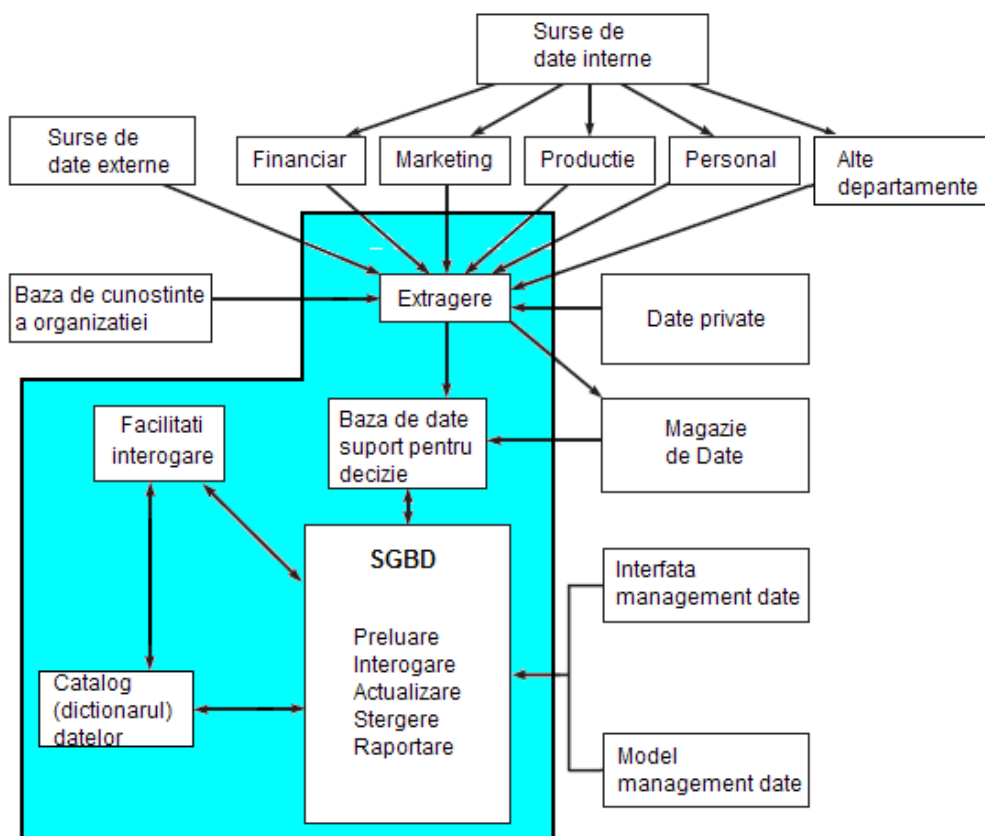 Surse de
date interne
Surse de
date externe
Financiar
Marketing
Productie
Personal
Alte
departamente
Baza de cunostinte
a organizatiei
Extragere
Date private
Facilitati
interogare
Baza de date
suport pentru
decizie
Magazie
de Date
SGBD
Preluare
Interogare
Actualizare
Stergere
Raportare
Interfata
management date
Catalog
(dictionarul)
datelor
Model
management date